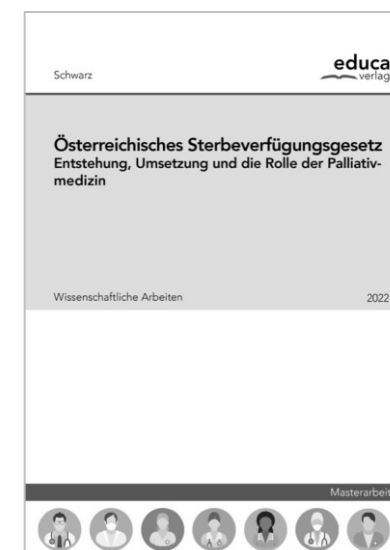 Schwarz
educa
verlag
Österreichisches Sterbeverfügungsgesetz
Entstehung, Umsetzung und die Rolle der Palliativ-
medizin
Wissenschaftliche Arbeiten 2022
Masterarbeit